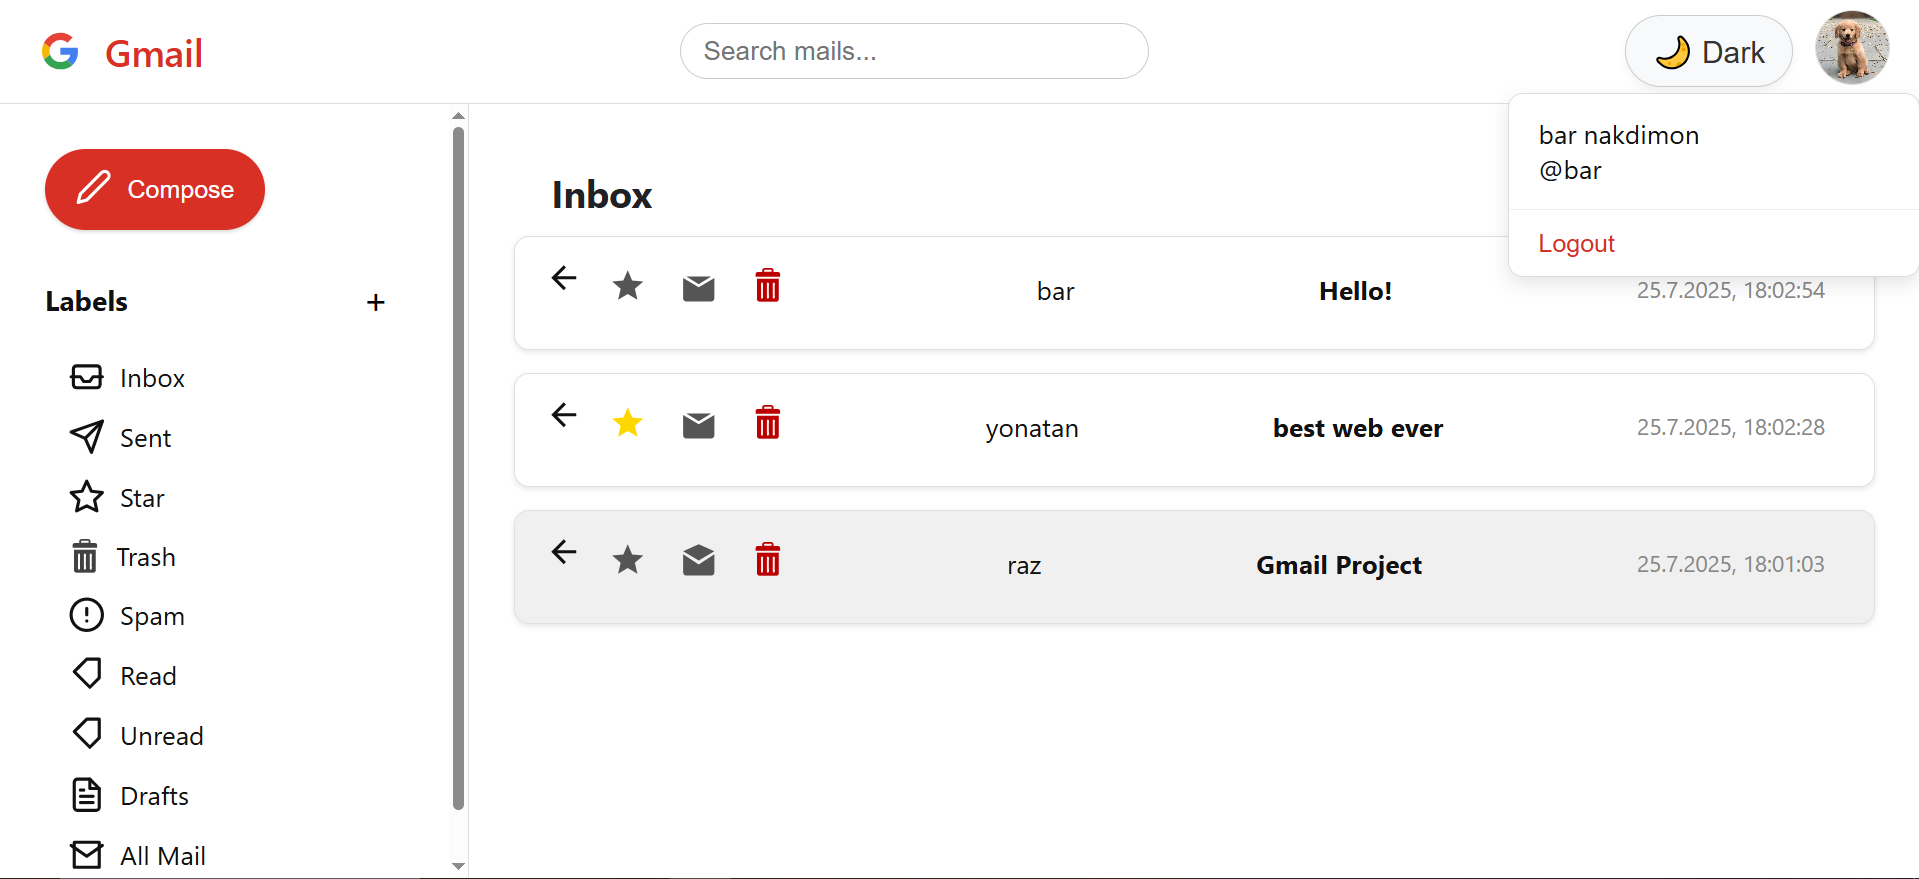 Gmail
Search mails...
Dark
bar nakdimon
@bar
Logout
Compose
Labels
+
Inbox
Sent
Star
Trash
Spam
Read
Unread
Drafts
All Mail
Inbox
bar Hello! 25.7.2025, 18:02:54
yonatan best web ever 25.7.2025, 18:02:28
raz Gmail Project 25.7.2025, 18:01:03